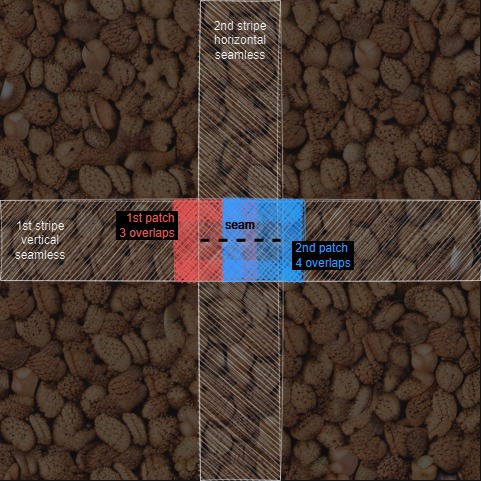 2nd stripe
horizontal
seamless
1st stripe
vertical
seamless
1st patch
3 overlaps
seam
2nd patch
4 overlaps